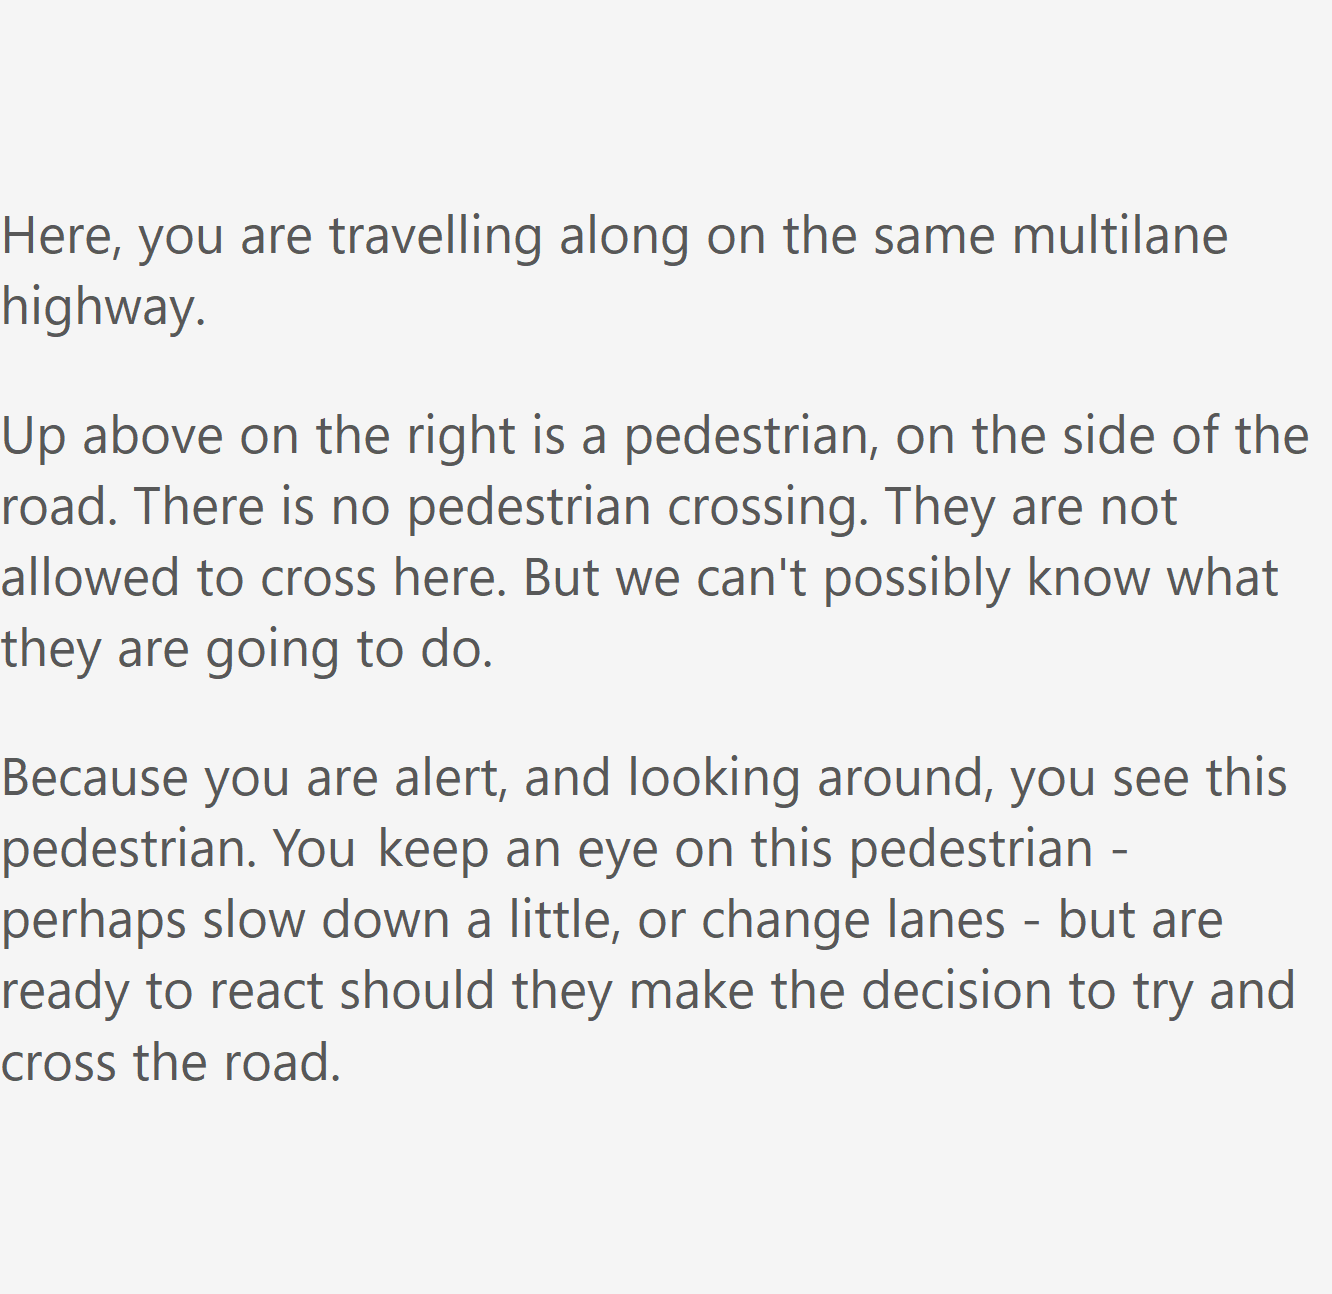 Here, you are travelling along on the same multilane
highway.
Up above on the right is a pedestrian, on the side of the
road. There is no pedestrian crossing. They are not
allowed to cross here. But we can't possibly know what
they are going to do.
Because you are alert, and looking around, you see this
pedestrian. You keep an eye on this pedestrian -
perhaps slow down a little, or change lanes - but are
ready to react should they make the decision to try and
cross the road.